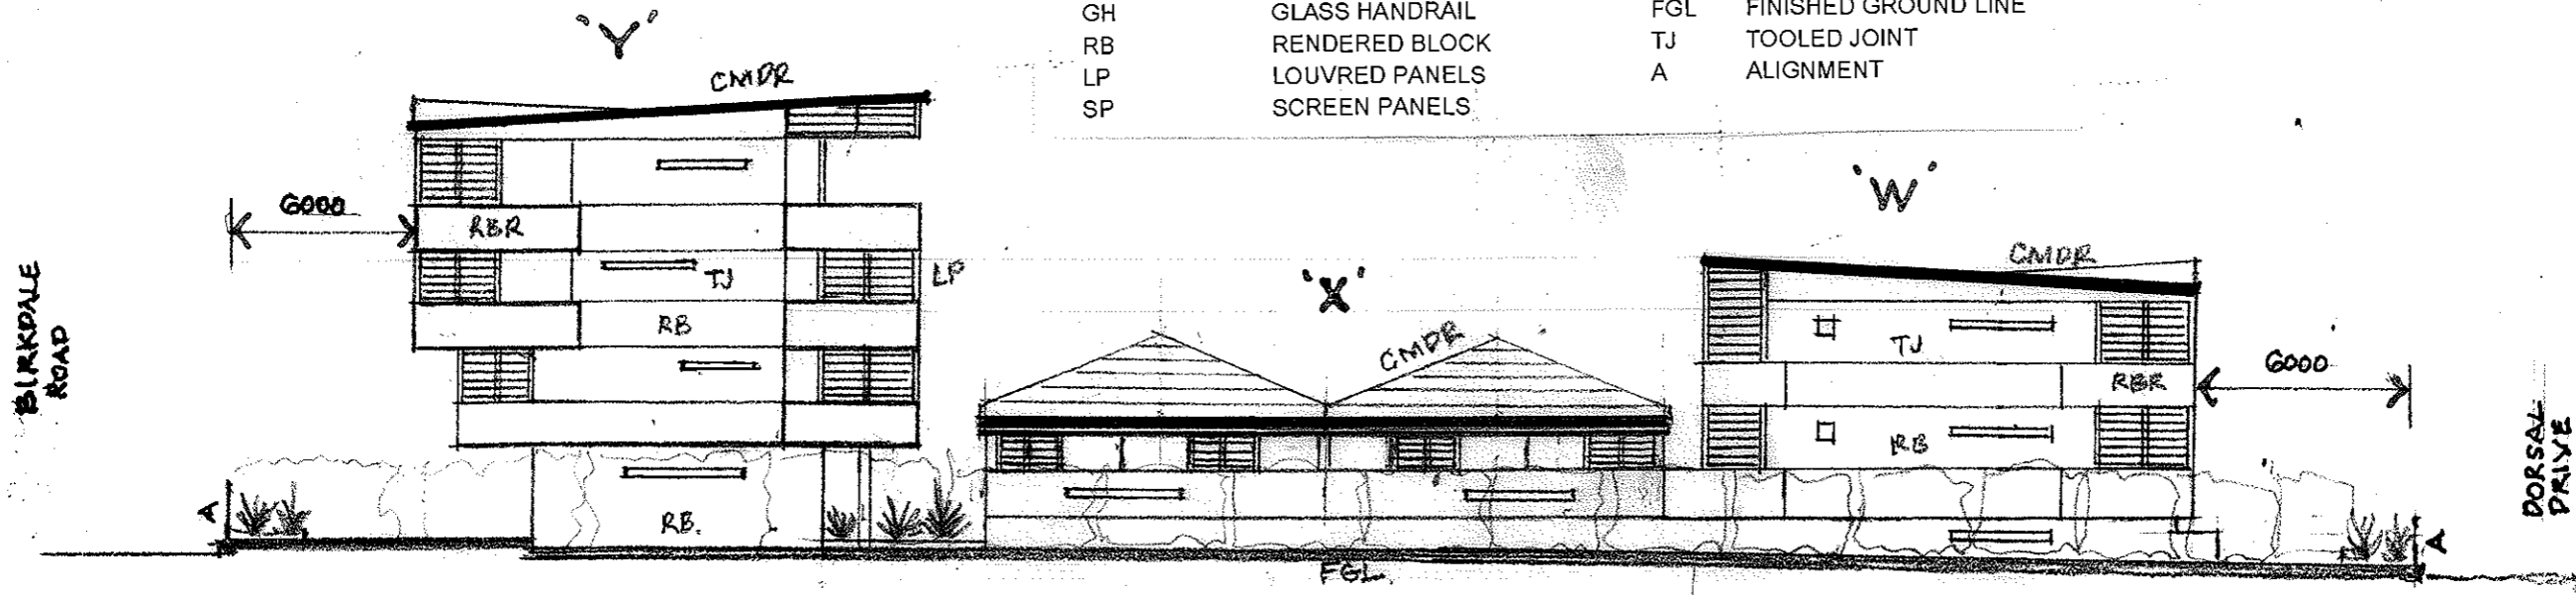 GH GLASS HANDRAIL FGL FINISHED GROUND LINE
RB RENDERED BLOCK TJ TOOLED JOINT
LP LOUVRED PANELS A ALIGNMENT
SP SCREEN PANELS
'Y'
CMDR
6000
RBR
TJ
LP
RB
RB.
BIRKDALE
ROAD
A
'X'
CMDR
'W'
CMDR
TJ
RBR
RB
6000
DORSAL
DRIVE
A
FGL